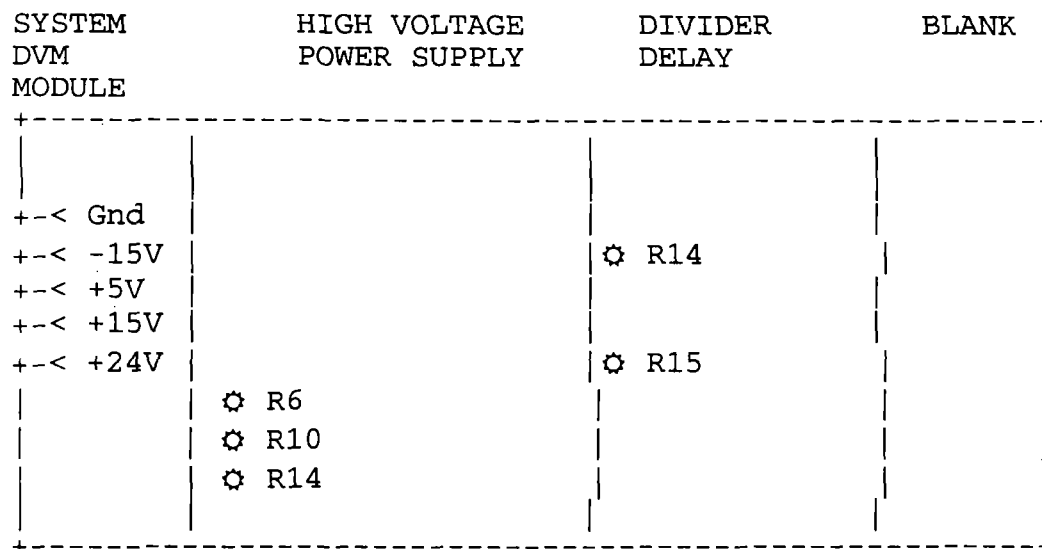 SYSTEM HIGH VOLTAGE DIVIDER BLANK
DVM POWER SUPPLY DELAY
MODULE
+-< Gnd
+-< -15V ☼ R14
+-< +5V
+-< +15V
+-< +24V ☼ R15
☼ R6
☼ R10
☼ R14